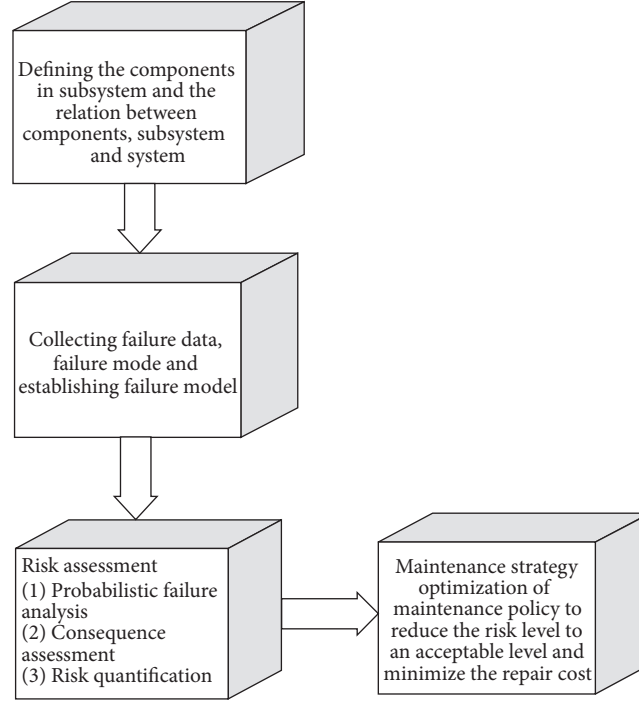 Defining the components
in subsystem and the
relation between
components, subsystem
and system
Collecting failure data,
failure mode and
establishing failure model
Risk assessment
(1) Probabilistic failure
analysis
(2) Consequence
assessment
(3) Risk quantification
Maintenance strategy
optimization of
maintenance policy to
reduce the risk level to
an acceptable level and
minimize the repair cost